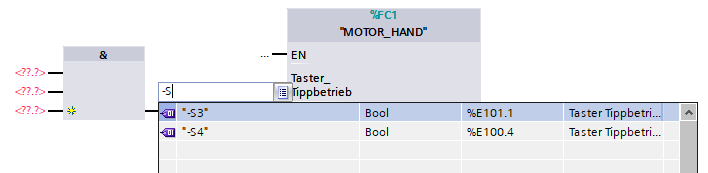 %FC1
"MOTOR_HAND"
&
... EN
<??.?>
Taster_
Tippbetrieb
<??.?>
-S
<??.?>
"-S3" Bool %E101.1 Taster Tippbetri...
"-S4" Bool %E100.4 Taster Tippbetri...